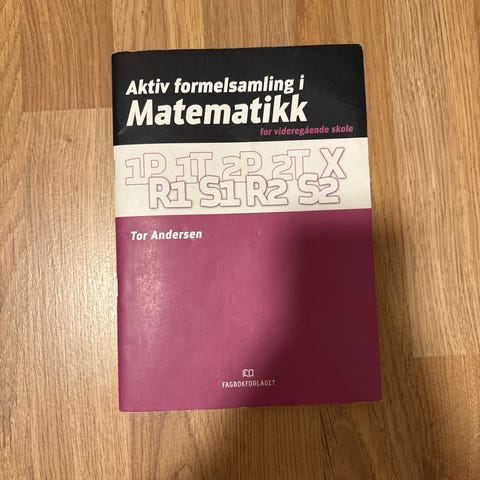 Aktiv formelsamling i
Matematikk
for videregående skole
1P 1T 2P 2T X
R1 S1 R2 S2
Tor Andersen
FAGBOKFORLAGET